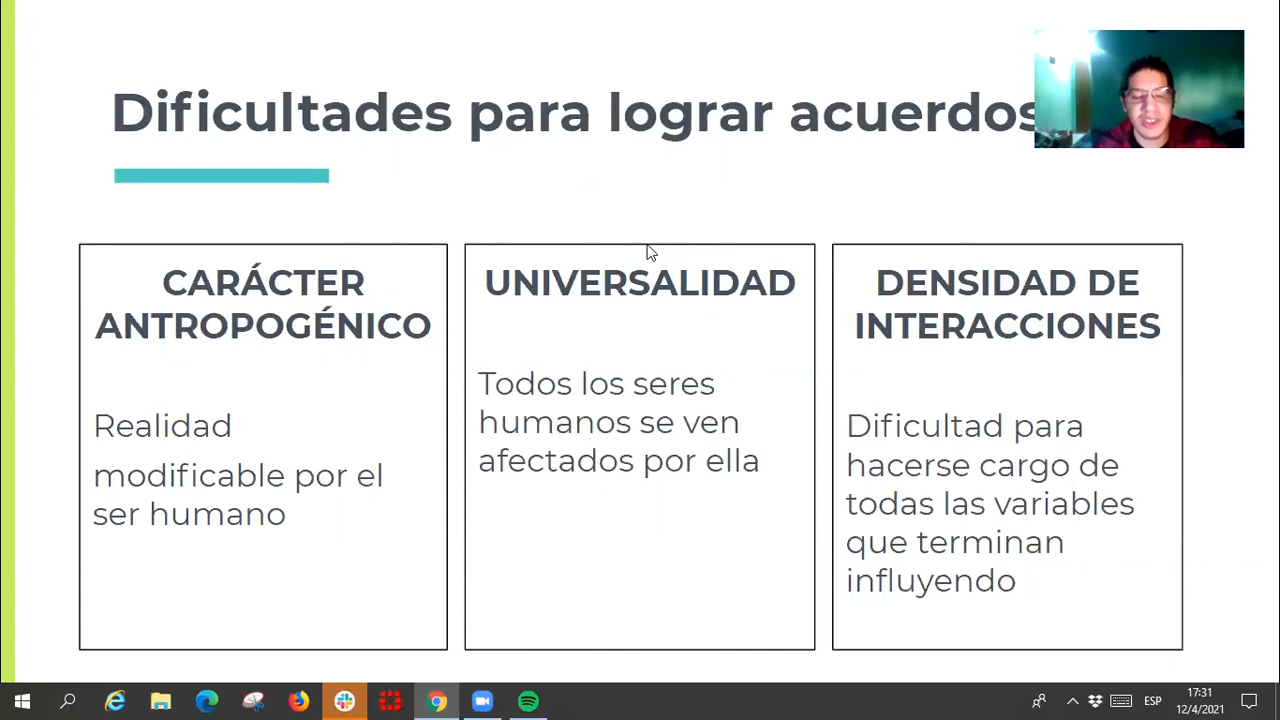 Dificultades para lograr acuerdos
CARÁCTER
ANTROPOGÉNICO
Realidad
modificable por el
ser humano
UNIVERSALIDAD
Todos los seres
humanos se ven
afectados por ella
DENSIDAD DE
INTERACCIONES
Dificultad para
hacerse cargo de
todas las variables
que terminan
influyendo
ESP
17:31
12/4/2021